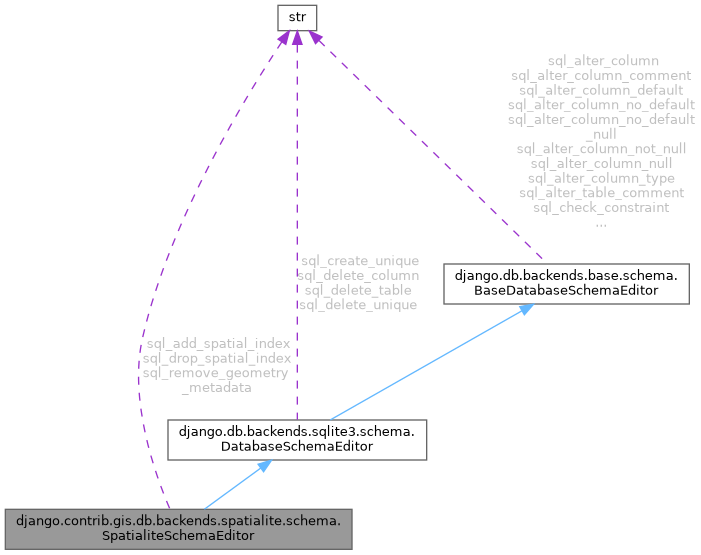 str
sql_alter_column
sql_alter_column_comment
sql_alter_column_default
sql_alter_column_no_default
sql_alter_column_no_default
_null
sql_alter_column_not_null
sql_alter_column_null
sql_alter_column_type
sql_alter_table_comment
sql_check_constraint
...
sql_create_unique
sql_delete_column
sql_delete_table
sql_delete_unique
django.db.backends.base.schema.
BaseDatabaseSchemaEditor
sql_add_spatial_index
sql_drop_spatial_index
sql_remove_geometry
_metadata
django.db.backends.sqlite3.schema.
DatabaseSchemaEditor
django.contrib.gis.db.backends.spatialite.schema.
SpatialiteSchemaEditor